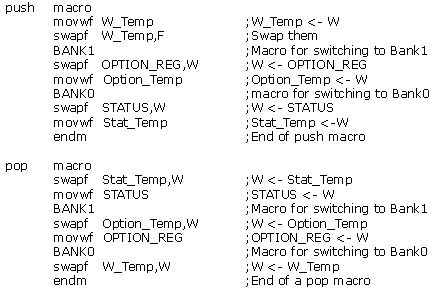 push macro
movwf W_Temp ;W_Temp <- W
swapf W_Temp,F ;Swap them
BANK1 ;Macro for switching to Bank1
swapf OPTION_REG,W ;W <- OPTION_REG
movwf Option_Temp ;Option_Temp <- W
BANK0 ;macro for switching to Bank0
swapf STATUS,W ;W <- STATUS
movwf Stat_Temp ;Stat_Temp <-W
endm ;End of push macro
pop macro
swapf Stat_Temp,W ;W <- Stat_Temp
movwf STATUS ;STATUS <- W
BANK1 ;Macro for switching to Bank1
swapf Option_Temp,W ;W <- Option_Temp
movwf OPTION_REG ;OPTION_REG <- W
BANK0 ;Macro for switching to Bank0
swapf W_Temp,W ;W <- W_Temp
endm ;End of a pop macro